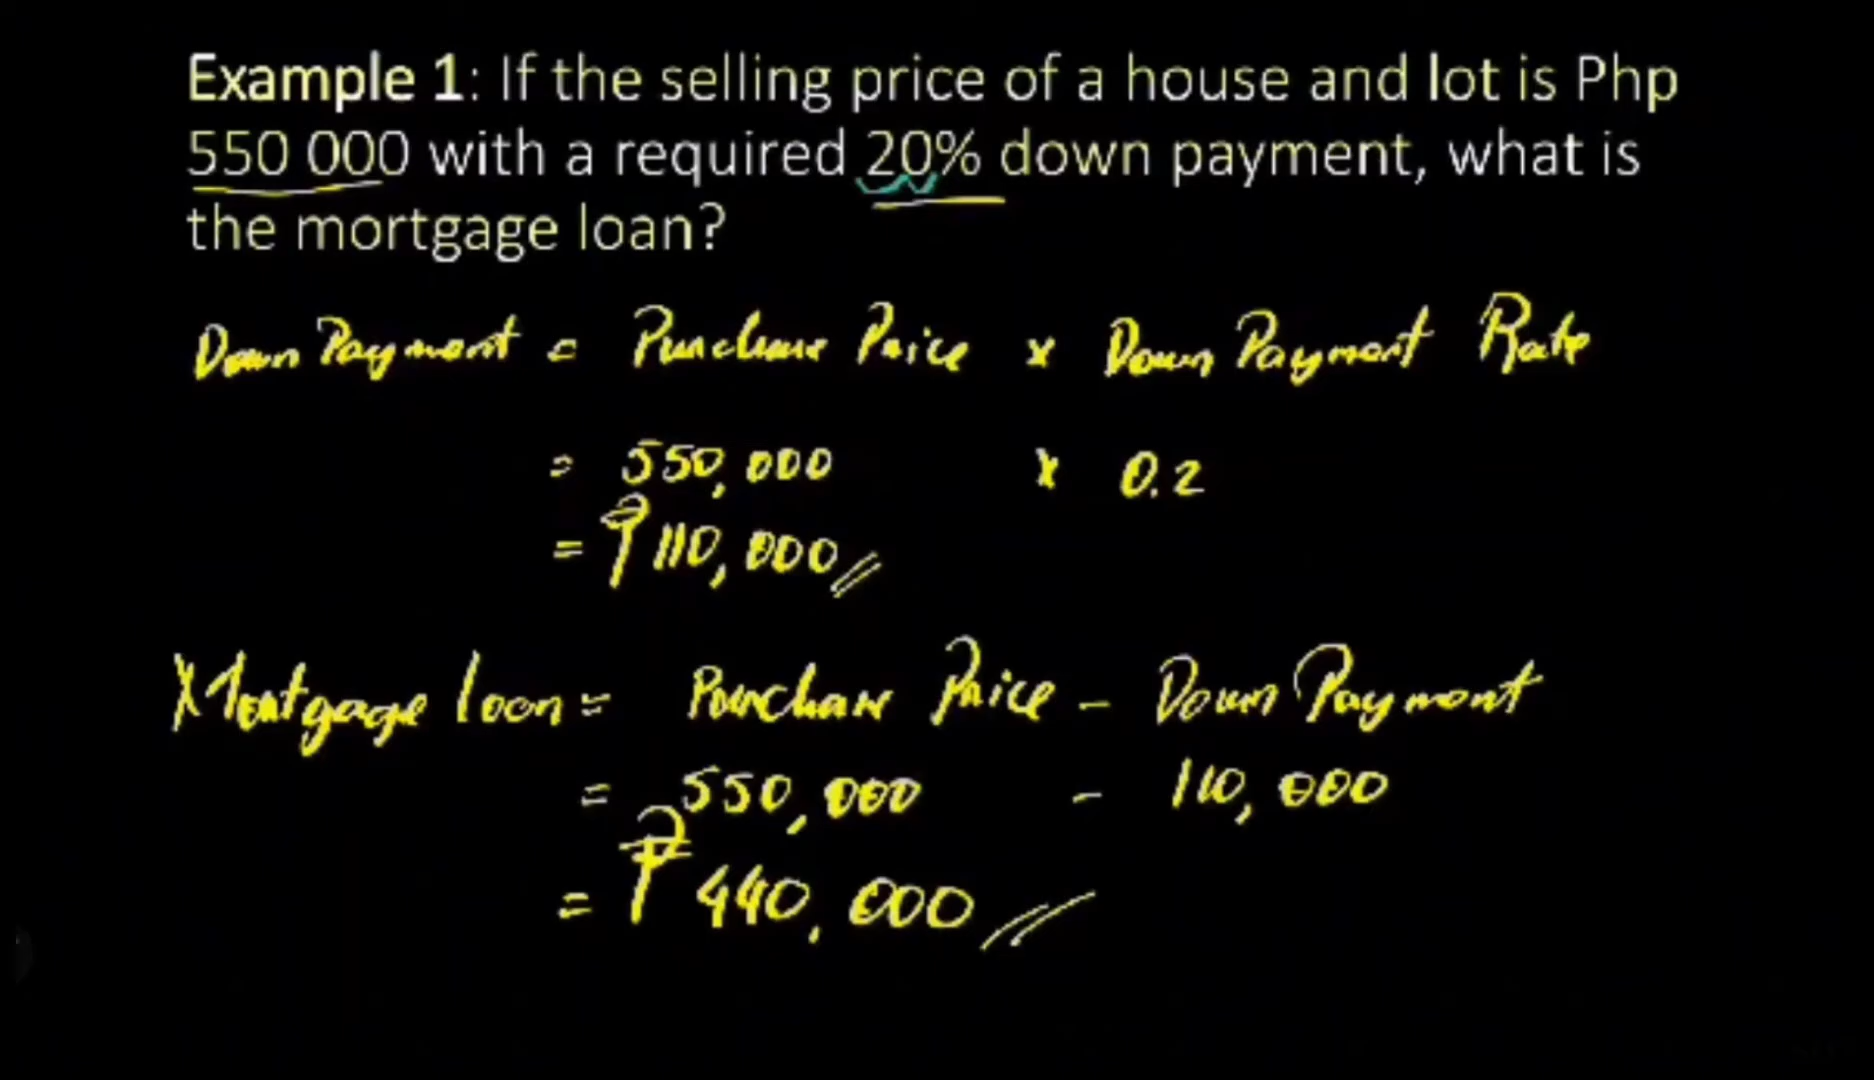 Example 1: If the selling price of a house and lot is Php
550 000 with a required 20% down payment, what is
the mortgage loan?
Down Payment = Purchase Price x Down Payment Rate
= 550,000 x 0.2
= ₱110,000
Mortgage loan = Purchase Price - Down Payment
= 550,000 - 110,000
= ₱440,000